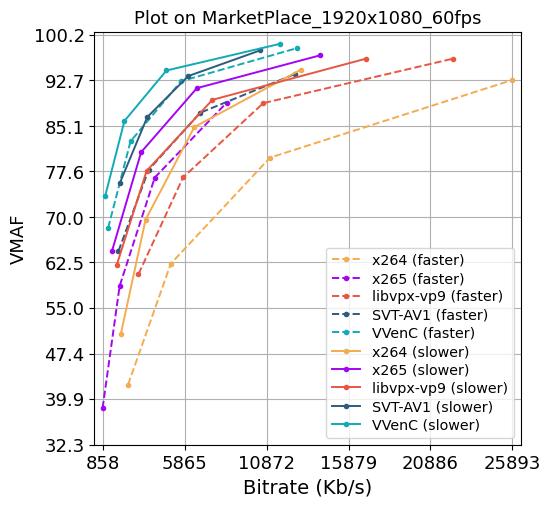 Plot on MarketPlace_1920x1080_60fps
100.2
92.7
85.1
77.6
70.0
62.5
55.0
47.4
39.9
32.3
VMAF
x264 (faster)
x265 (faster)
libvpx-vp9 (faster)
SVT-AV1 (faster)
VVenC (faster)
x264 (slower)
x265 (slower)
libvpx-vp9 (slower)
SVT-AV1 (slower)
VVenC (slower)
858 5865 10872 15879 20886 25893
Bitrate (Kb/s)